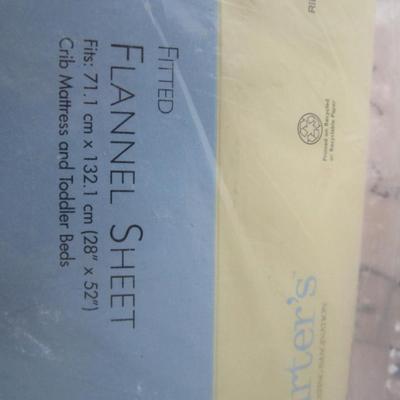 FITTED
FLANNEL SHEET
Fits: 71.1 cm x 132.1 cm (28" x 52")
Crib Mattress and Toddler Beds
Printed on Recycled
or Recyclable Paper
rter's